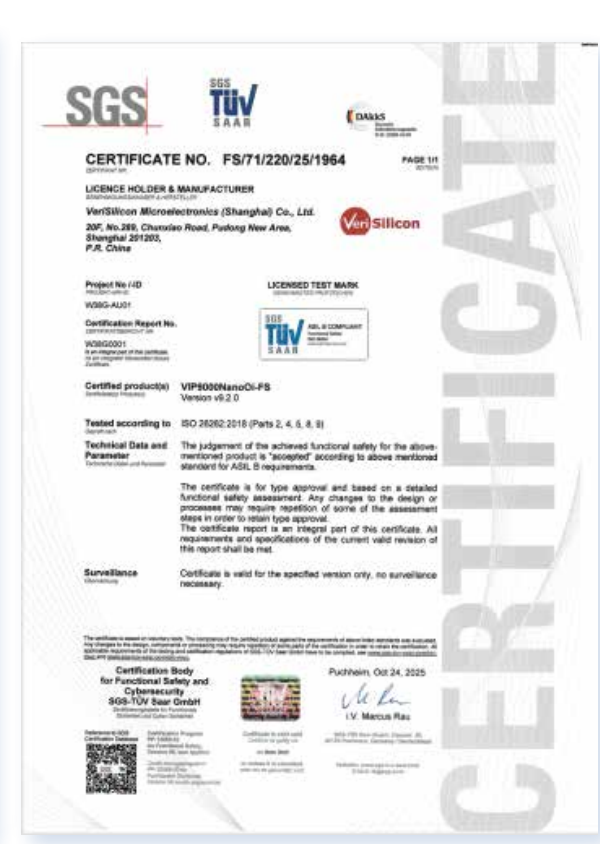 SGS
SGS
TÜV
SAAR
DAkkS
CERTIFICATE NO. FS/71/220/25/1964
PAGE 1/1
LICENCE HOLDER & MANUFACTURER
VeriSilicon Microelectronics (Shanghai) Co., Ltd.
20F, No.289, Chunxiao Road, Pudong New Area,
Shanghai 201203,
P.R. China
VeriSilicon
Project No /-ID
W38G-AU01
LICENSED TEST MARK
Certification Report No.
W38G0001
is an integral part of the certificate.
SGS
TÜV
SAAR
ASIL B COMPLIANT
Functional Safety
Certified product(s)
VIP9000NanoOi-FS
Version v9.2.0
Tested according to
ISO 26262:2018 (Parts 2, 4, 5, 8, 9)
Technical Data and
Parameter
The judgement of the achieved functional safety for the above-
mentioned product is "accepted" according to above mentioned
standard for ASIL B requirements.
The certificate is for type approval and based on a detailed
functional safety assessment. Any changes to the design or
processes may require repetition of some of the assessment
steps in order to retain type approval.
The certificate report is an integral part of this certificate. All
requirements and specifications of the current valid revision of
this report shall be met.
Surveillance
Certificate is valid for the specified version only, no surveillance
necessary.
Certification Body
for Functional Safety and
Cybersecurity
SGS-TÜV Saar GmbH
Puchheim, Oct 24, 2025
i.V. Marcus Rau
CERTIFICATE